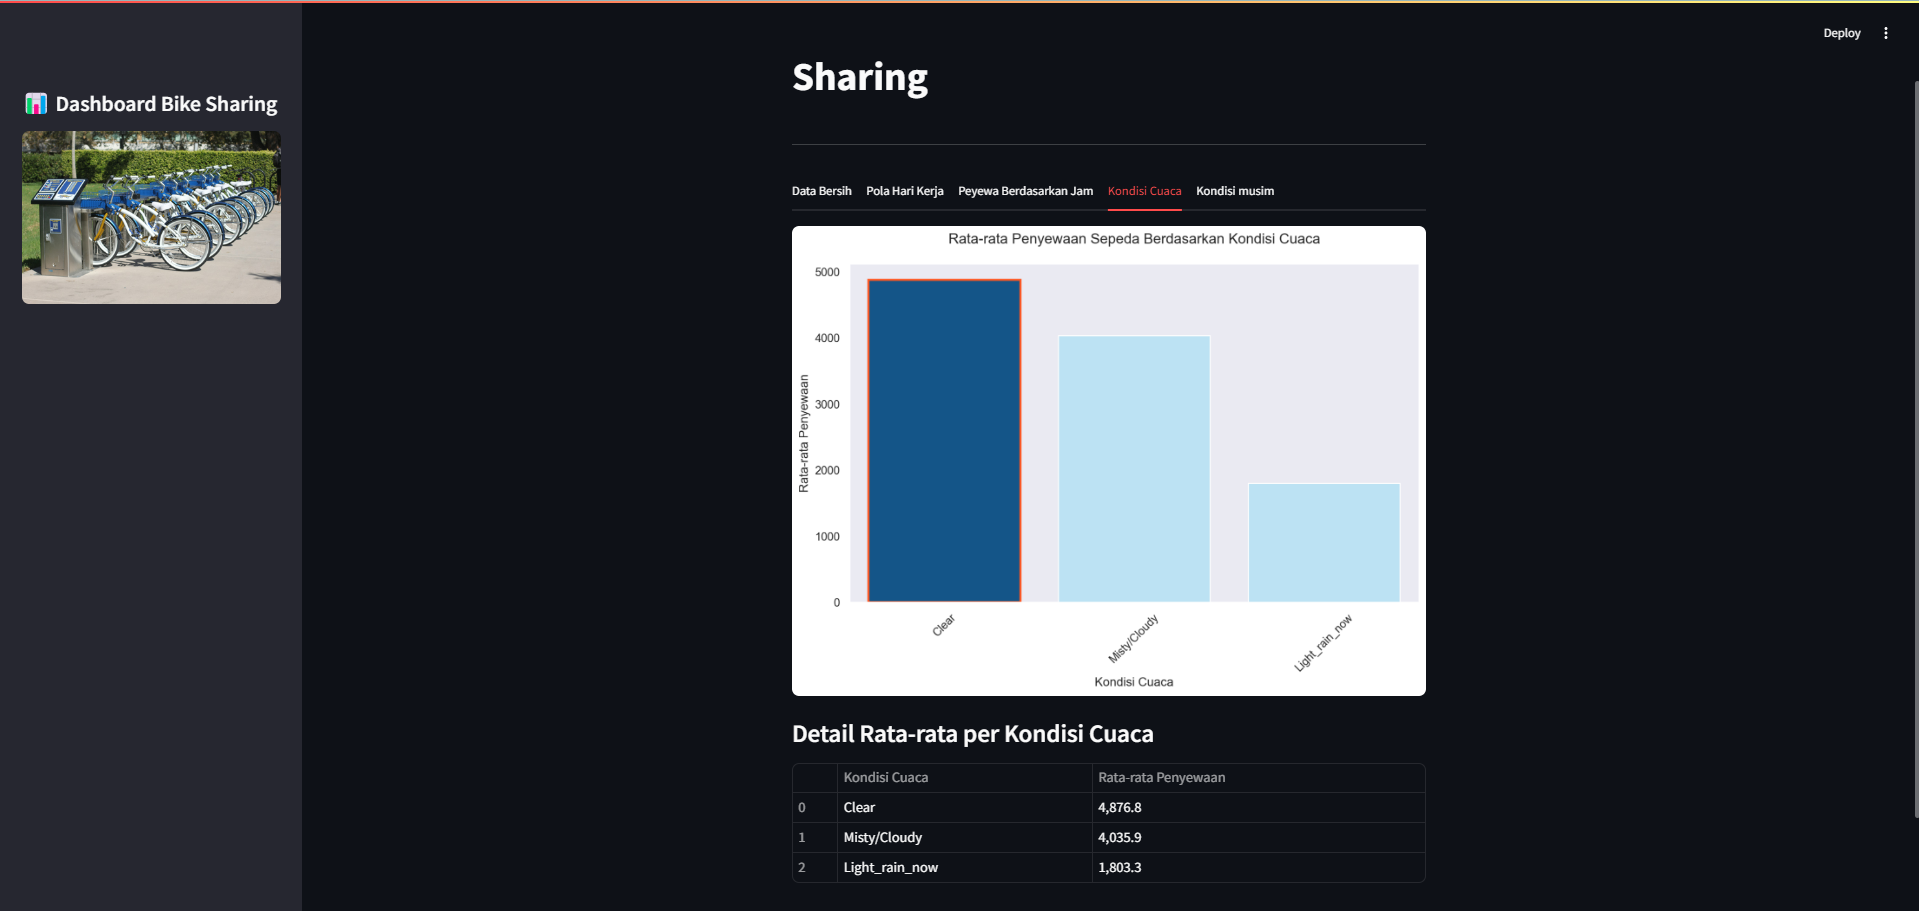 Deploy
Dashboard Bike Sharing
Sharing
Data Bersih Pola Hari Kerja Peyewa Berdasarkan Jam Kondisi Cuaca Kondisi musim
Rata-rata Penyewaan Sepeda Berdasarkan Kondisi Cuaca
Rata-rata Penyewaan
5000
4000
3000
2000
1000
0
Clear
Misty/Cloudy
Light_rain_now
Kondisi Cuaca
Detail Rata-rata per Kondisi Cuaca
Kondisi Cuaca Rata-rata Penyewaan
0 Clear 4,876.8
1 Misty/Cloudy 4,035.9
2 Light_rain_now 1,803.3